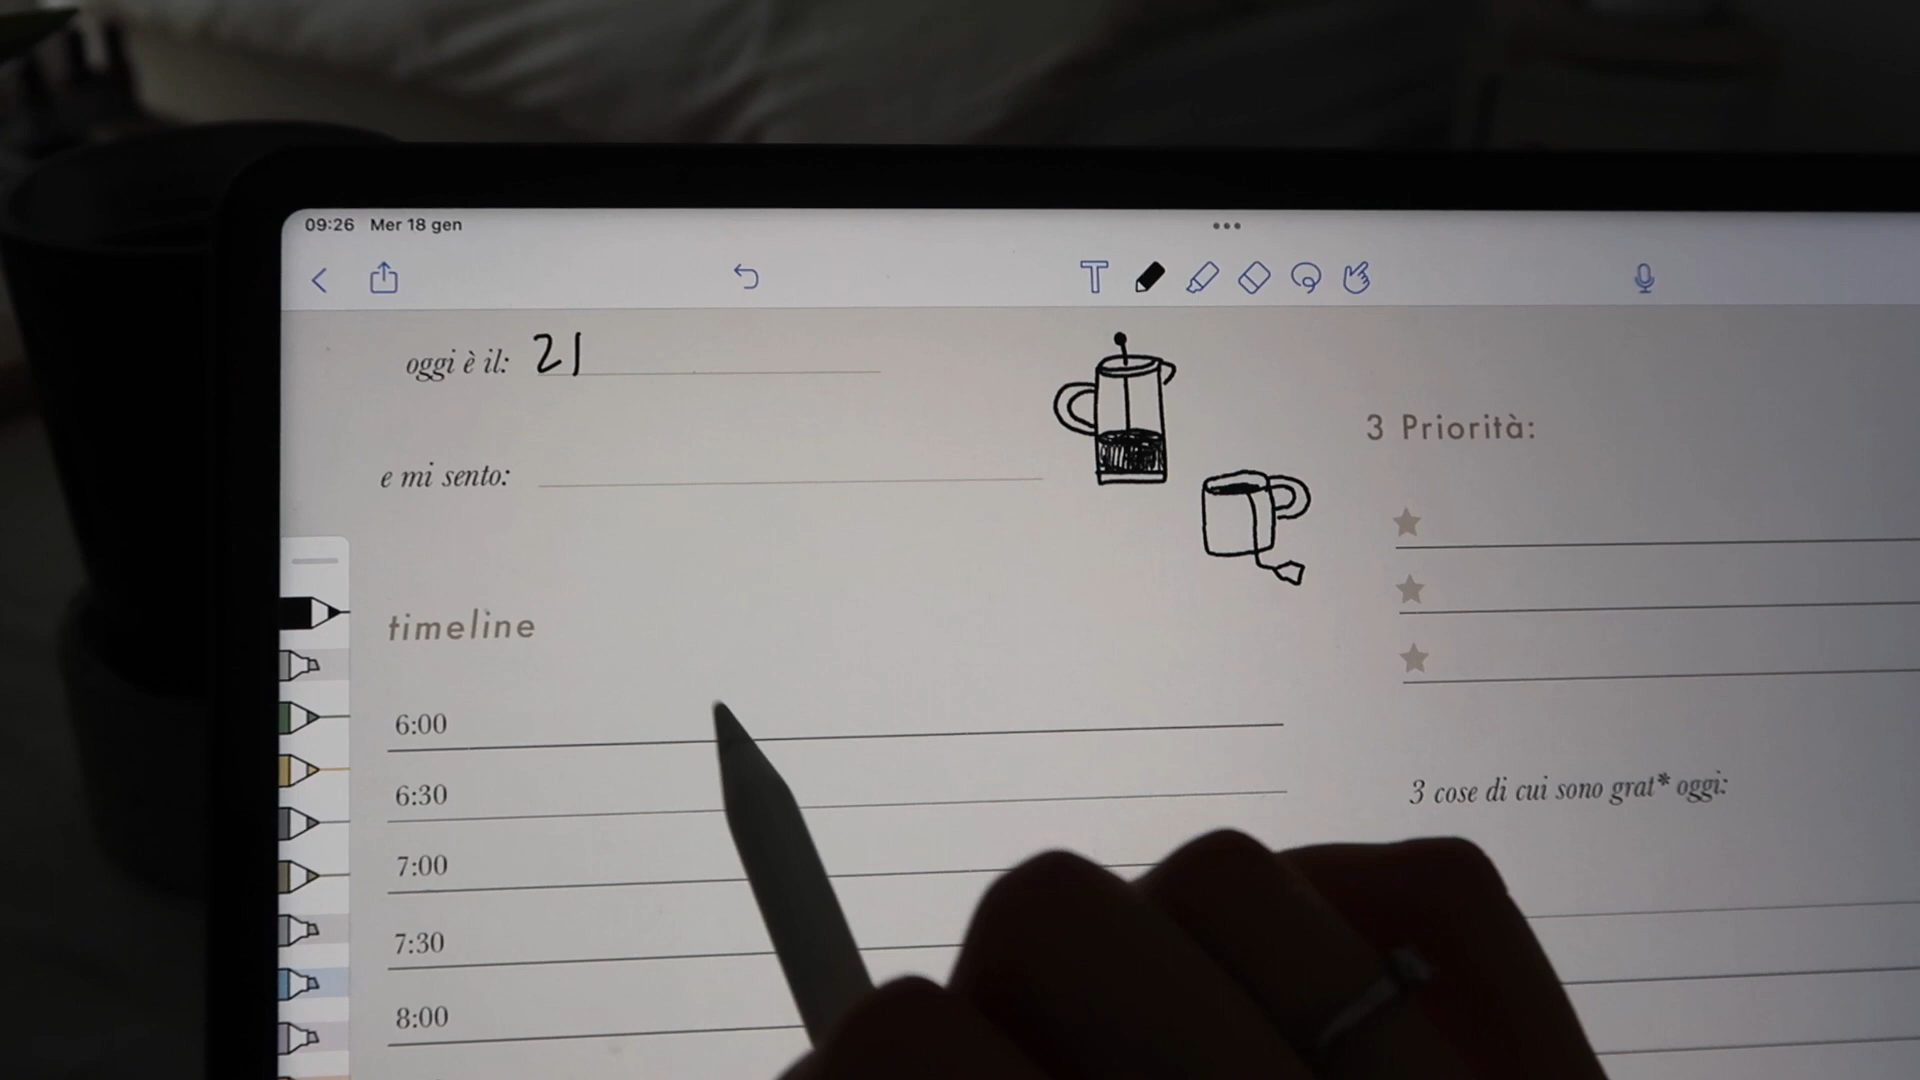 09:26 Mer 18 gen
oggi è il: 21
e mi sento:
3 Priorità:
timeline
6:00
6:30
7:00
7:30
8:00
3 cose di cui sono grat* oggi: